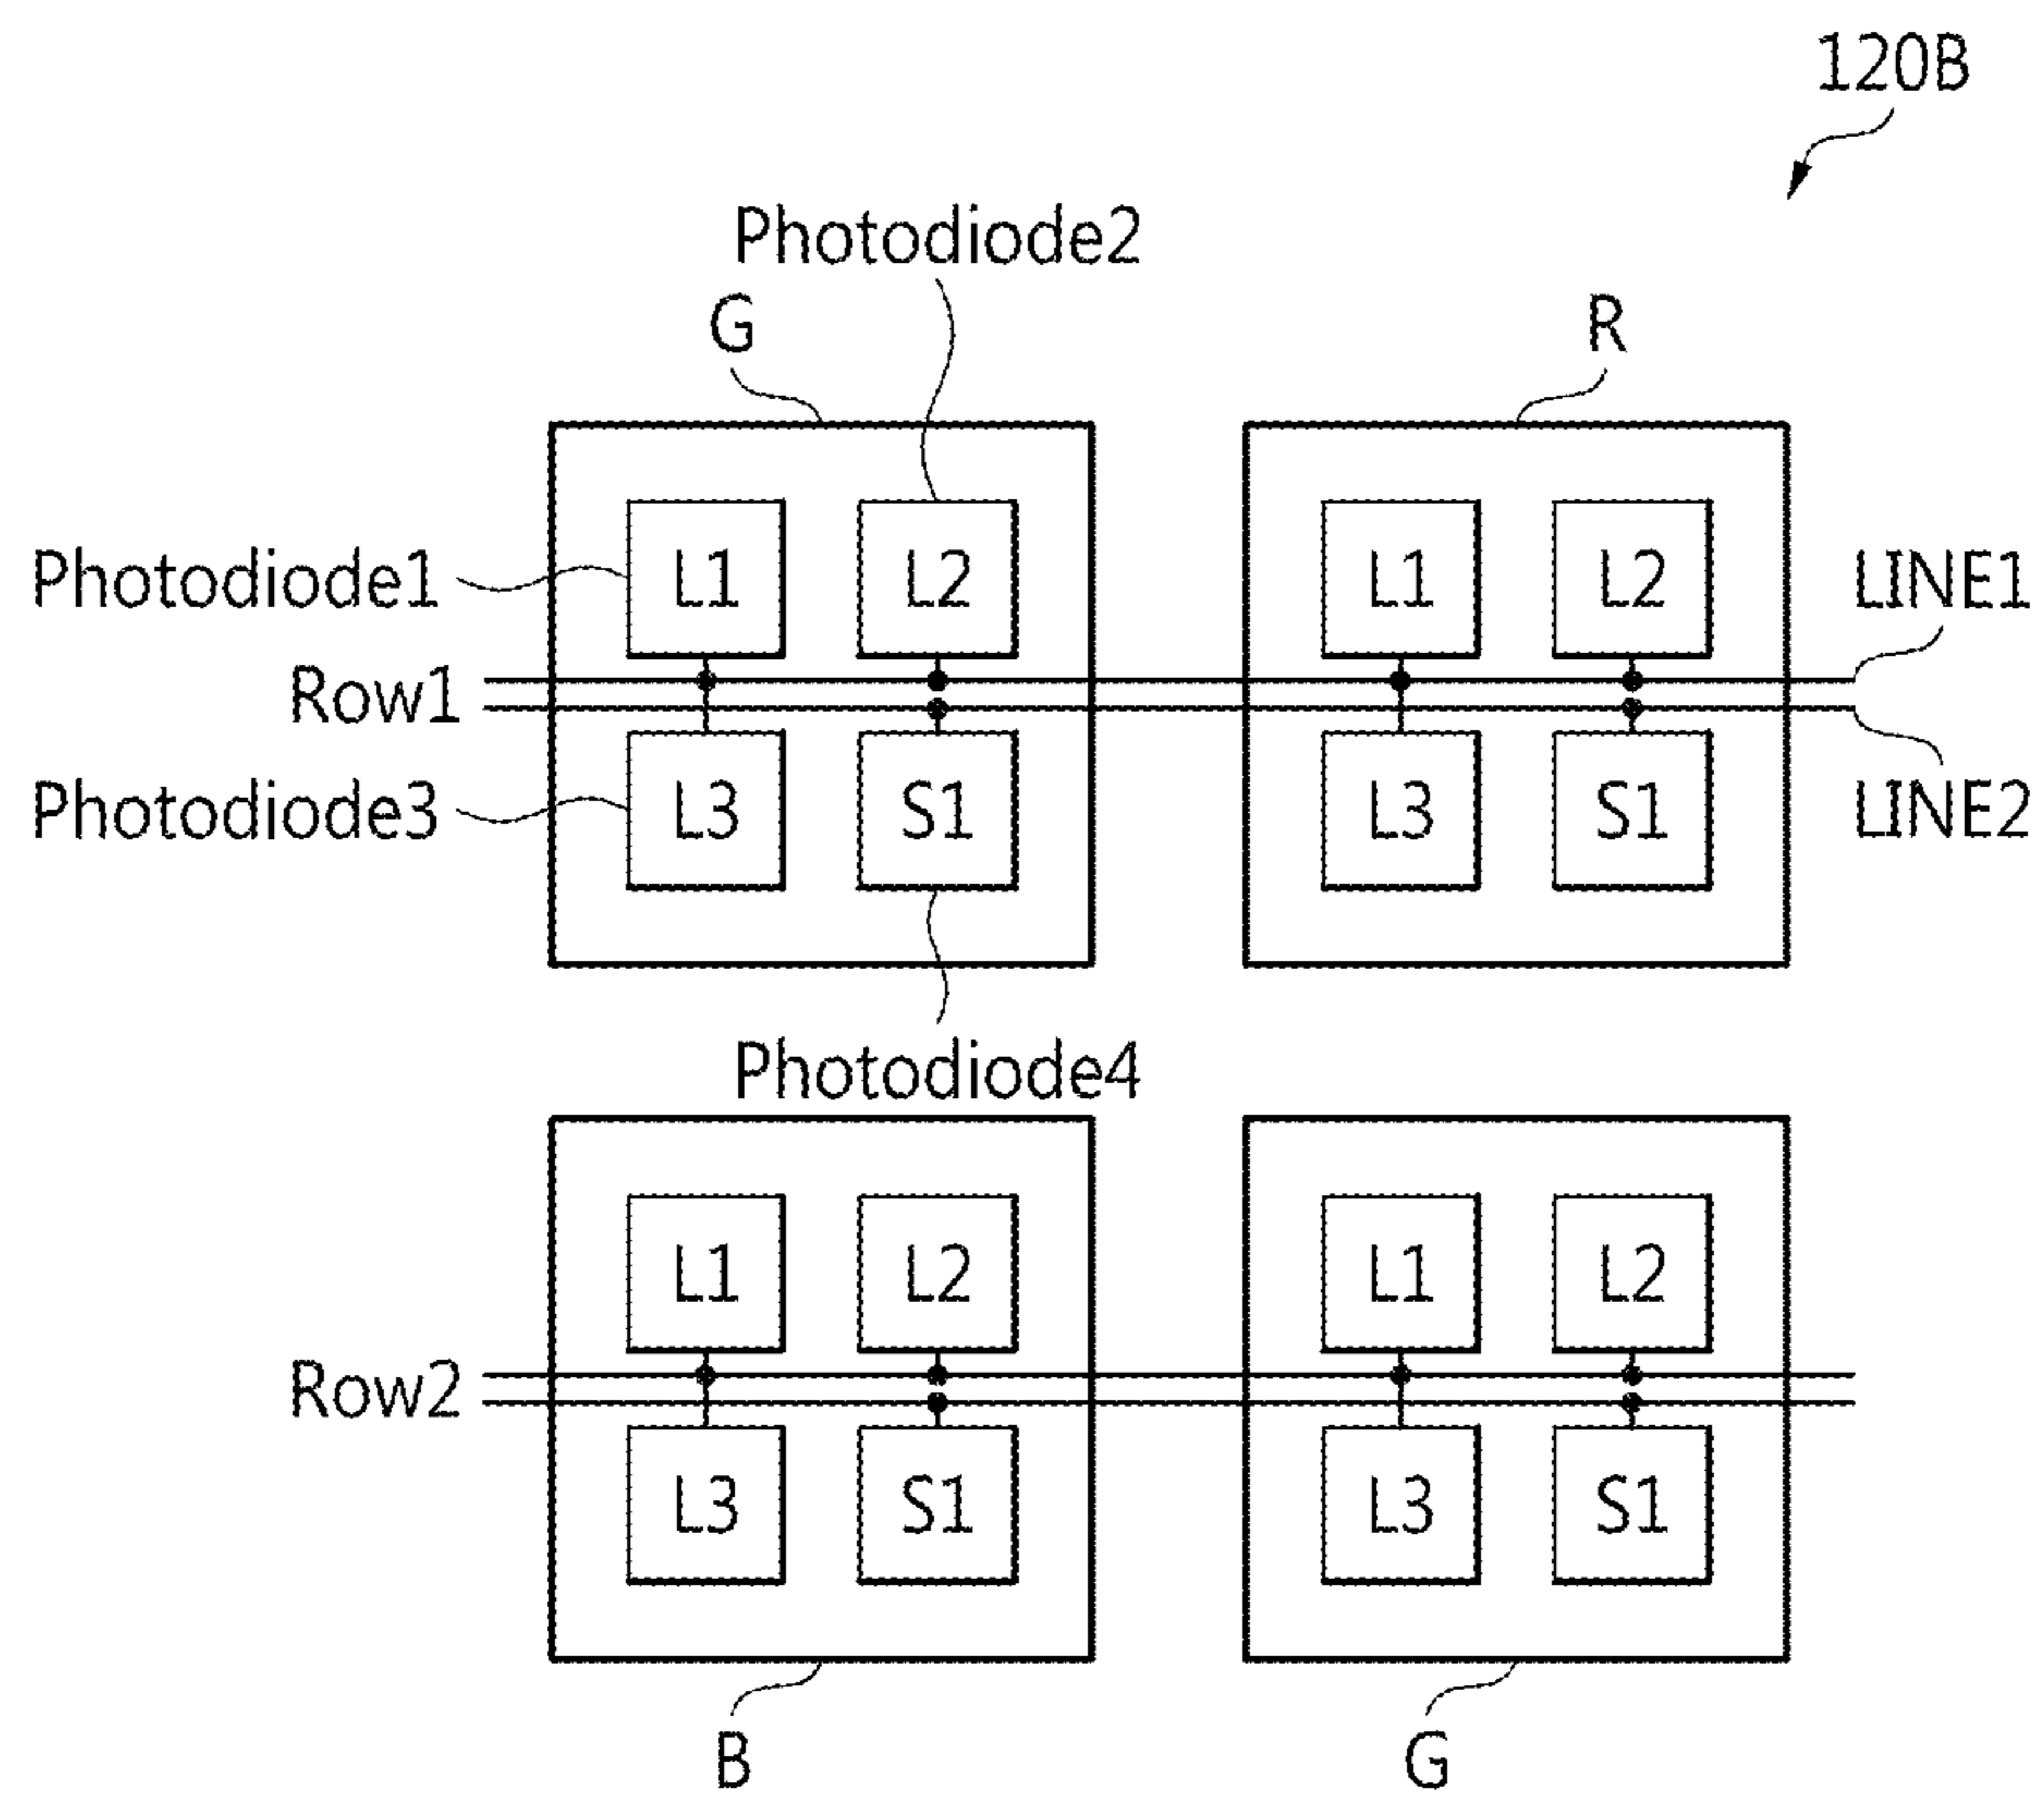 120B
Photodiode2
G
R
Photodiode1
L1
L2
L1
L2
LINE1
Row1
Photodiode3
L3
S1
L3
S1
LINE2
Photodiode4
L1
L2
L1
L2
Row2
L3
S1
L3
S1
B
G